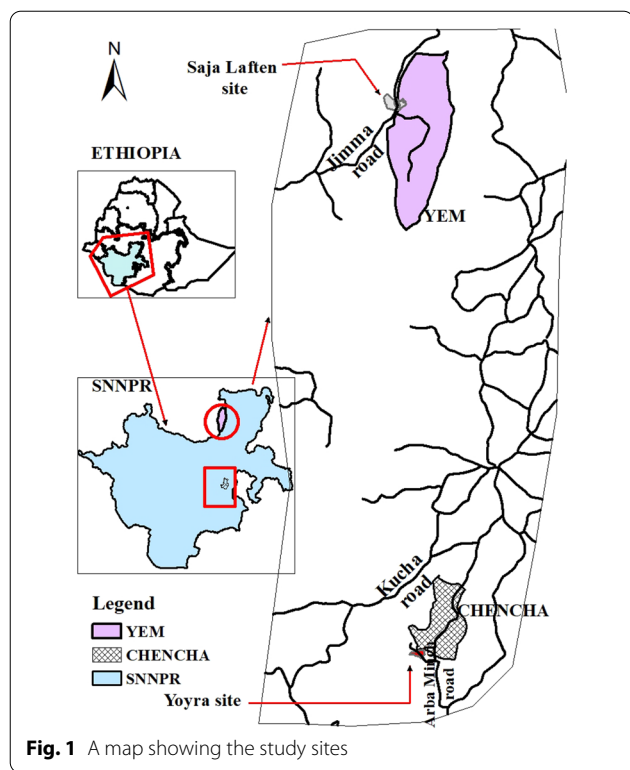 N
Saja Laften
site
Jimma
road
ETHIOPIA
YEM
SNNPR
Kucha
road
Legend
YEM
CHENCHA
SNNPR
CHENCHA
Yoyra site
Arba Minch
road
Fig. 1 A map showing the study sites